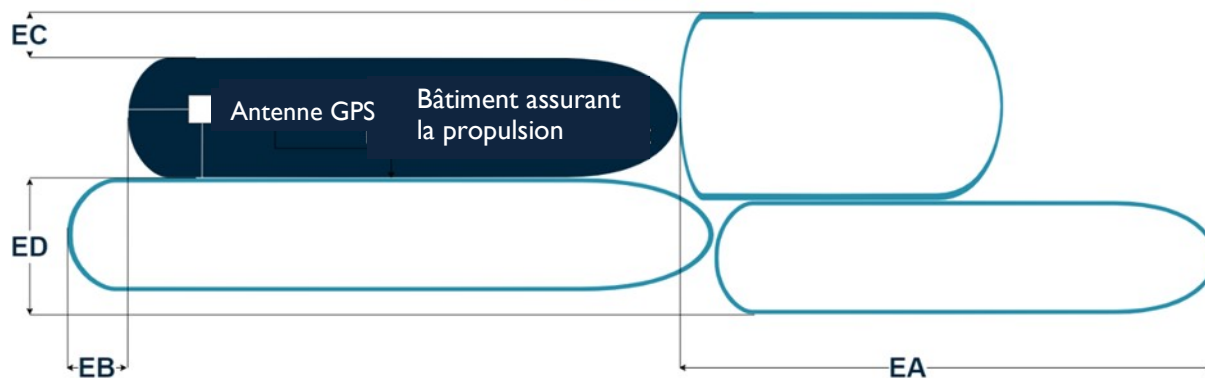 EC
Antenne GPS
Bâtiment assurant
la propulsion
ED
EB
EA